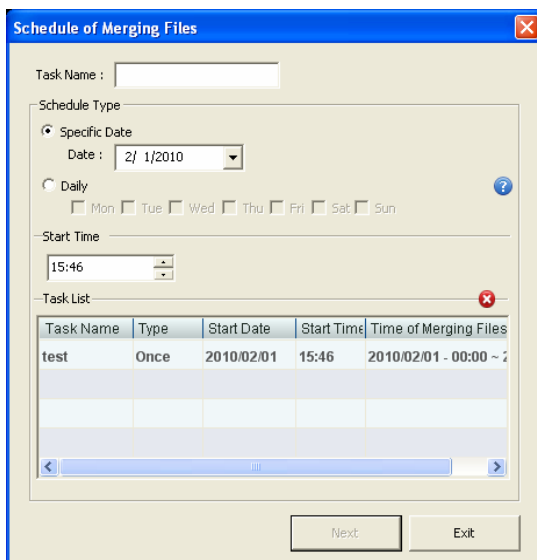 Schedule of Merging Files
Task Name :
Schedule Type
Specific Date
Date : 2/ 1/2010
Daily
Mon Tue Wed Thu Fri Sat Sun
Start Time
15:46
Task List
Task Name Type Start Date Start Time Time of Merging Files
test Once 2010/02/01 15:46 2010/02/01 - 00:00 ~ 2
Next Exit